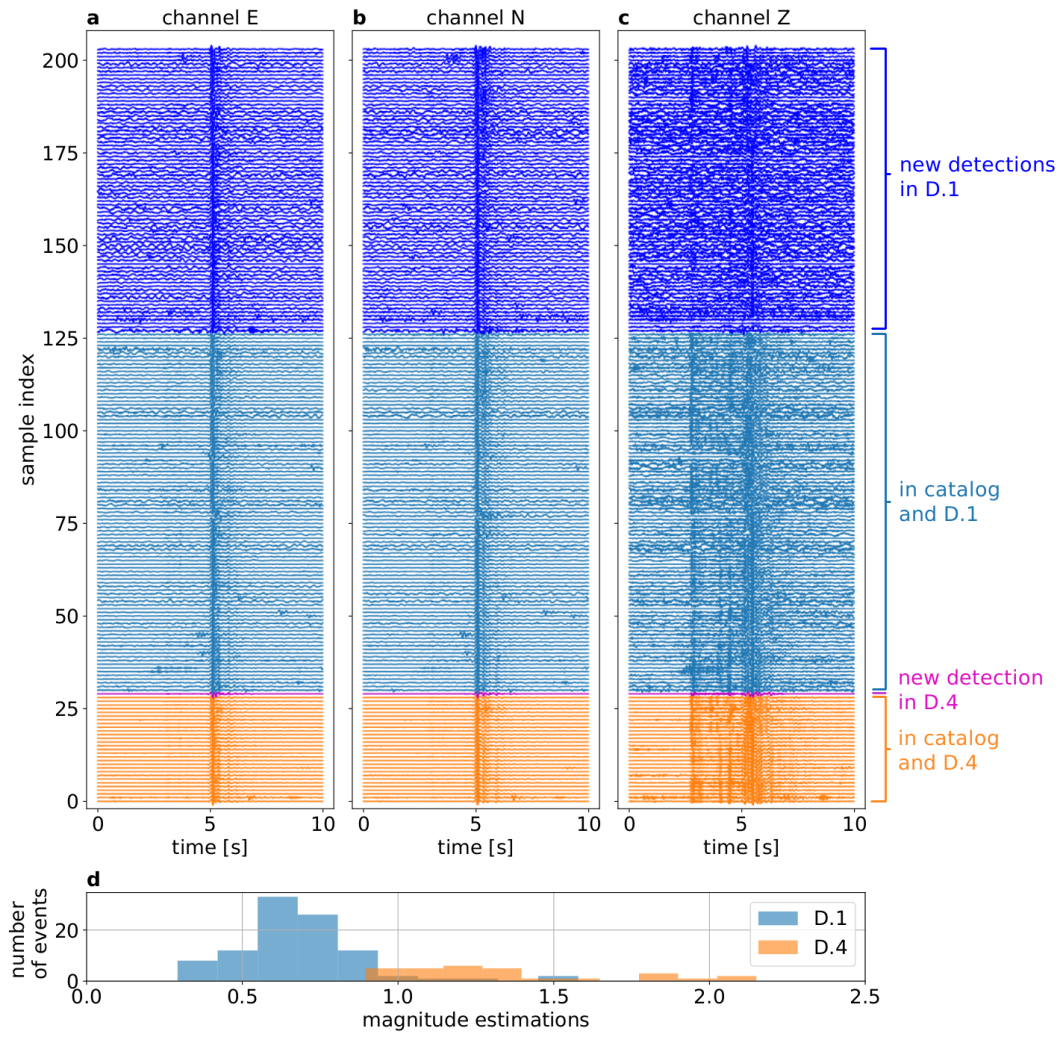 a channel E
b channel N
c channel Z
200
175
150
125
100
75
50
25
0
sample index
0 5 10
time [s]
0 5 10
time [s]
0 5 10
time [s]
new detections
in D.1
in catalog
and D.1
new detection
in D.4
in catalog
and D.4
d
number
of events
20
0
D.1
D.4
0.0 0.5 1.0 1.5 2.0 2.5
magnitude estimations